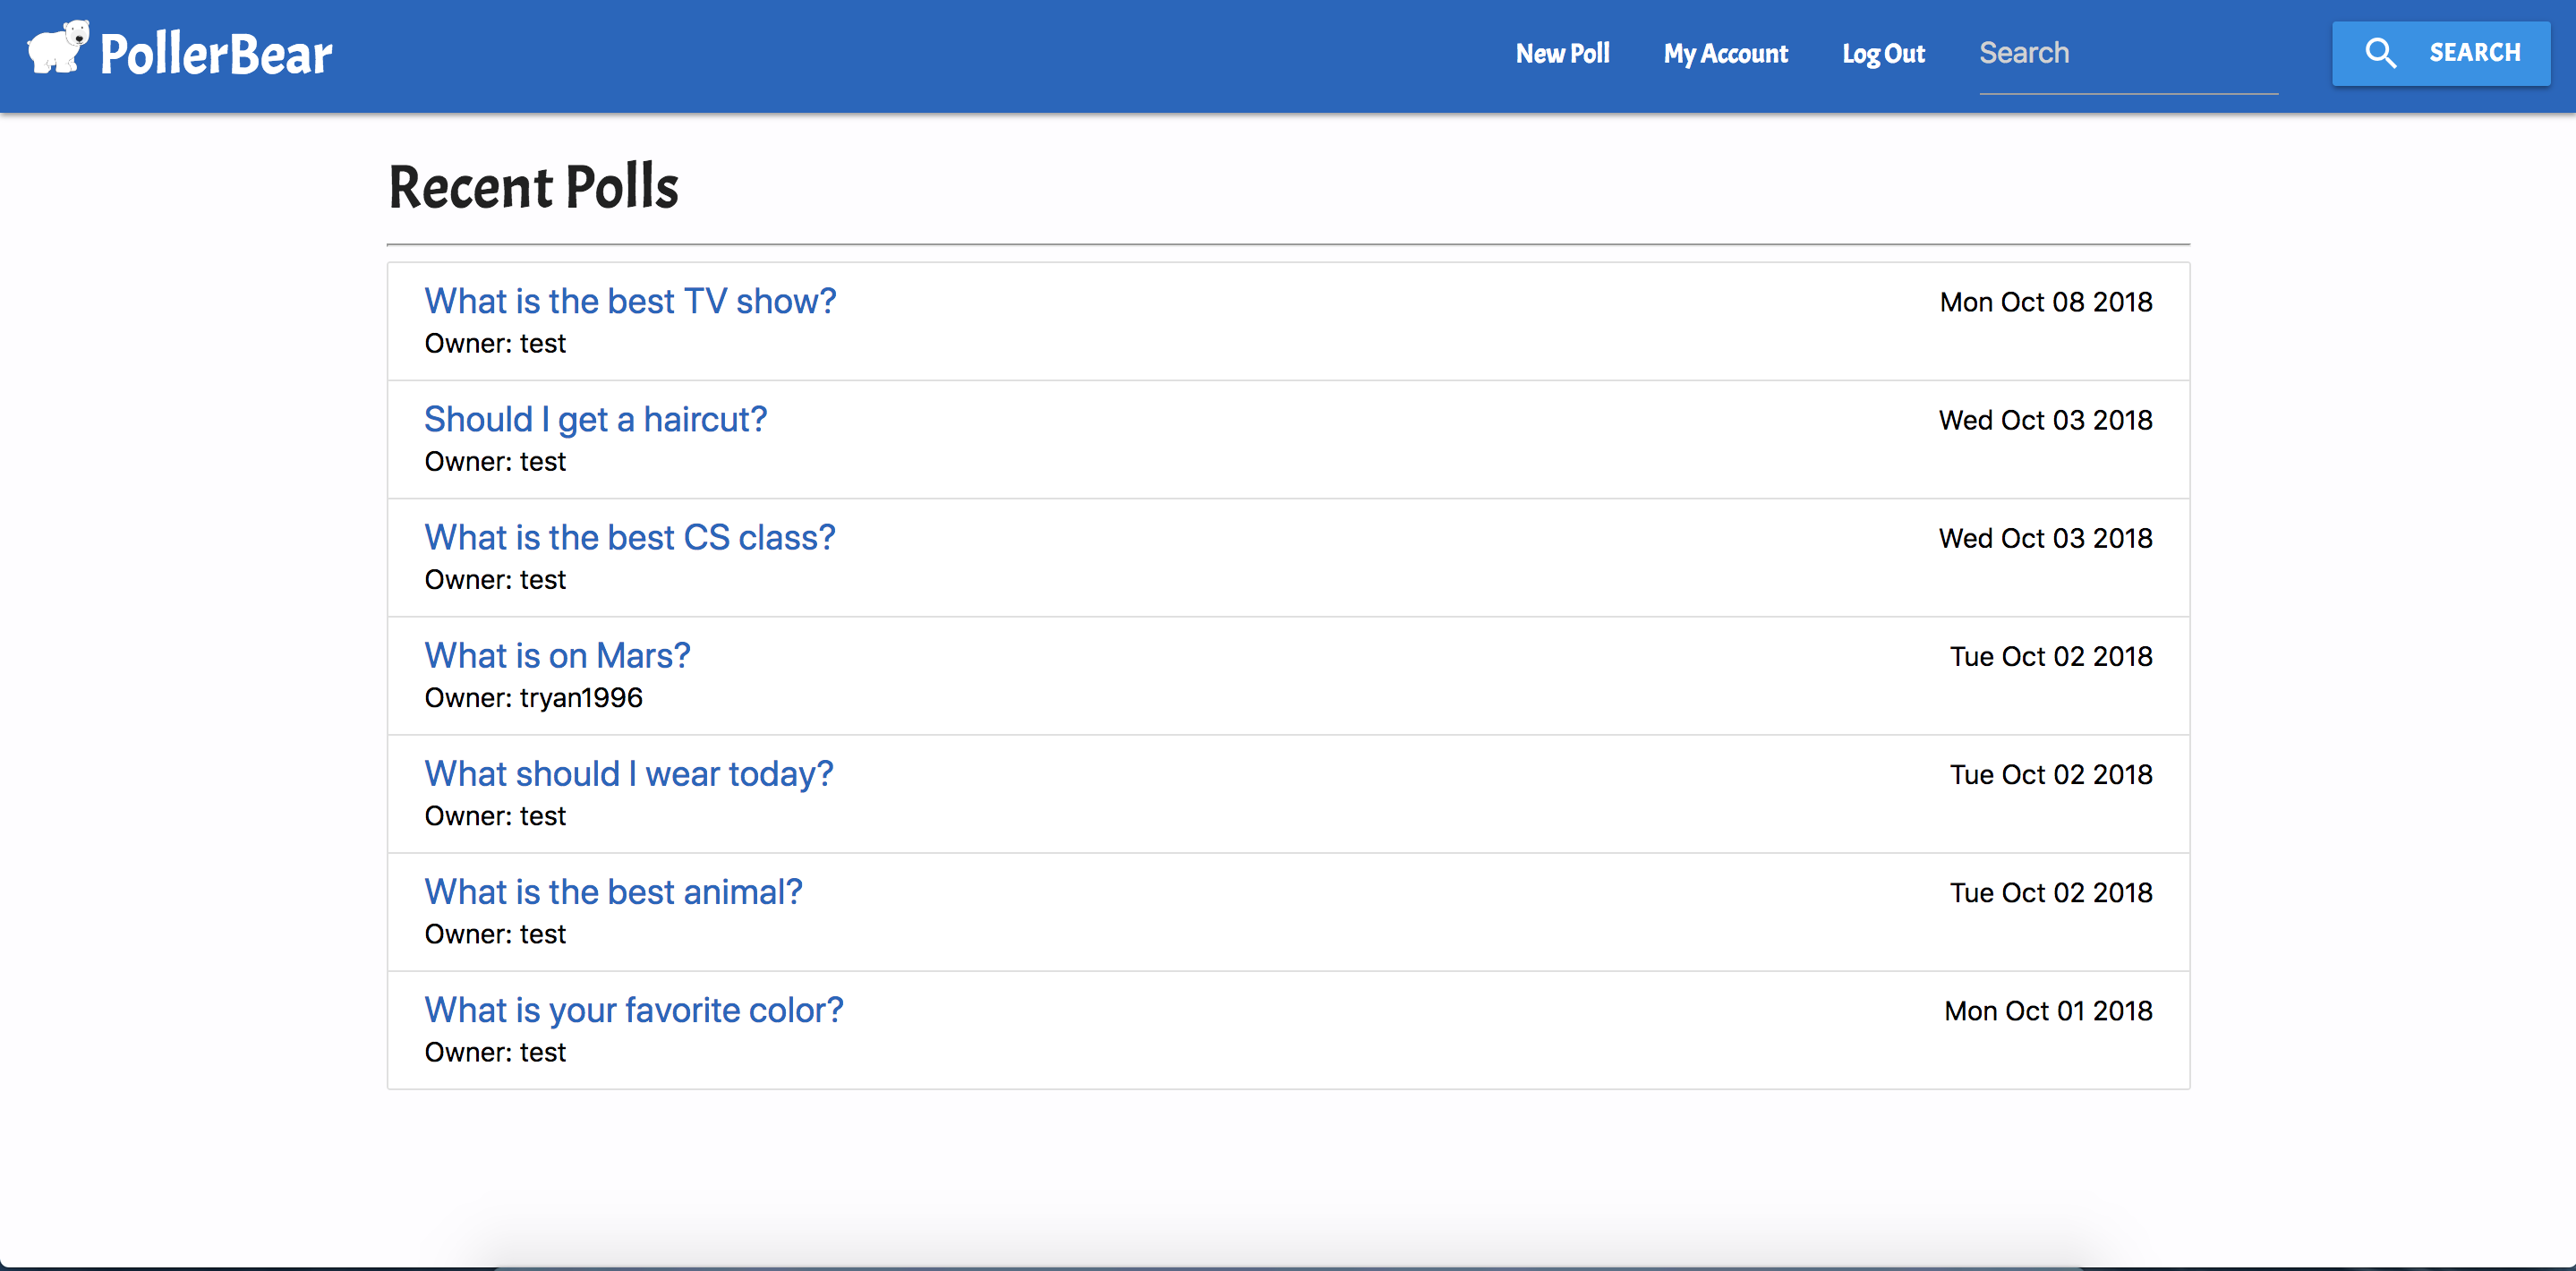 PollerBear
New Poll My Account Log Out Search SEARCH
Recent Polls
What is the best TV show? Mon Oct 08 2018
Owner: test
Should I get a haircut? Wed Oct 03 2018
Owner: test
What is the best CS class? Wed Oct 03 2018
Owner: test
What is on Mars? Tue Oct 02 2018
Owner: tryan1996
What should I wear today? Tue Oct 02 2018
Owner: test
What is the best animal? Tue Oct 02 2018
Owner: test
What is your favorite color? Mon Oct 01 2018
Owner: test